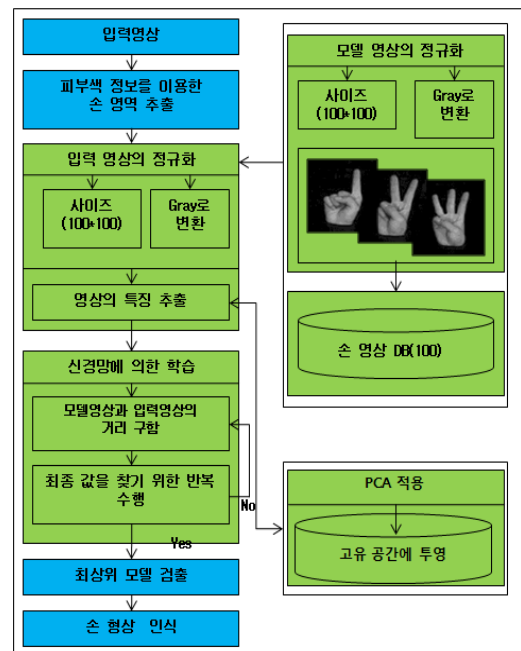 입력영상
피부색 정보를 이용한
손 영역 추출
입력 영상의 정규화
사이즈
(100*100)
Gray로
변환
영상의 특징 추출
신경망에 의한 학습
모델영상과 입력영상의
거리 구함
최종 값을 찾기 위한 반복
수행
No
Yes
최상위 모델 검출
손 형상 인식
모델 영상의 정규화
사이즈
(100*100)
Gray로
변환
손 영상 DB(100)
PCA 적용
고유 공간에 투영